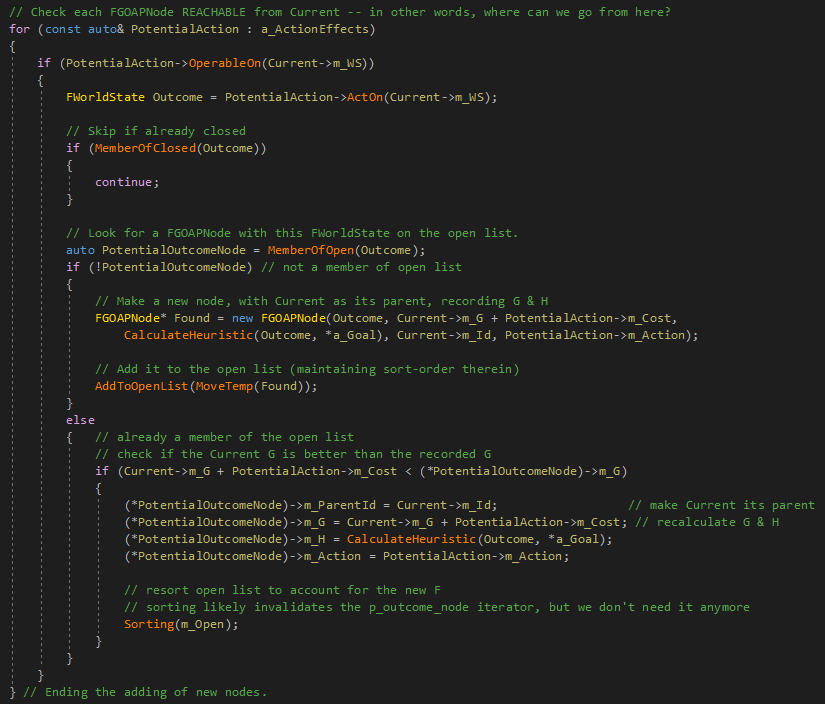 // Check each FGOAPNode REACHABLE from Current -- in other words, where can we go from here?
for (const auto& PotentialAction : a_ActionEffects)
{
    if (PotentialAction->OperableOn(Current->m_WS))
    {
        FWorldState Outcome = PotentialAction->ActOn(Current->m_WS);

        // Skip if already closed
        if (MemberOfClosed(Outcome))
        {
            continue;
        }

        // Look for a FGOAPNode with this FWorldState on the open list.
        auto PotentialOutcomeNode = MemberOfOpen(Outcome);
        if (!PotentialOutcomeNode) // not a member of open list
        {
            // Make a new node, with Current as its parent, recording G & H
            FGOAPNode* Found = new FGOAPNode(Outcome, Current->m_G + PotentialAction->m_Cost,
                CalculateHeuristic(Outcome, *a_Goal), Current->m_Id, PotentialAction->m_Action);

            // Add it to the open list (maintaining sort-order therein)
            AddToOpenList(MoveTemp(Found));
        }
        else
        {   // already a member of the open list
            // check if the Current G is better than the recorded G
            if (Current->m_G + PotentialAction->m_Cost < (*PotentialOutcomeNode)->m_G)
            {
                (*PotentialOutcomeNode)->m_ParentId = Current->m_Id;                  // make Current its parent
                (*PotentialOutcomeNode)->m_G = Current->m_G + PotentialAction->m_Cost; // recalculate G & H
                (*PotentialOutcomeNode)->m_H = CalculateHeuristic(Outcome, *a_Goal);
                (*PotentialOutcomeNode)->m_Action = PotentialAction->m_Action;

                // resort open list to account for the new F
                // sorting likely invalidates the p_outcome_node iterator, but we don't need it anymore
                Sorting(m_Open);
            }
        }
    }
} // Ending the adding of new nodes.